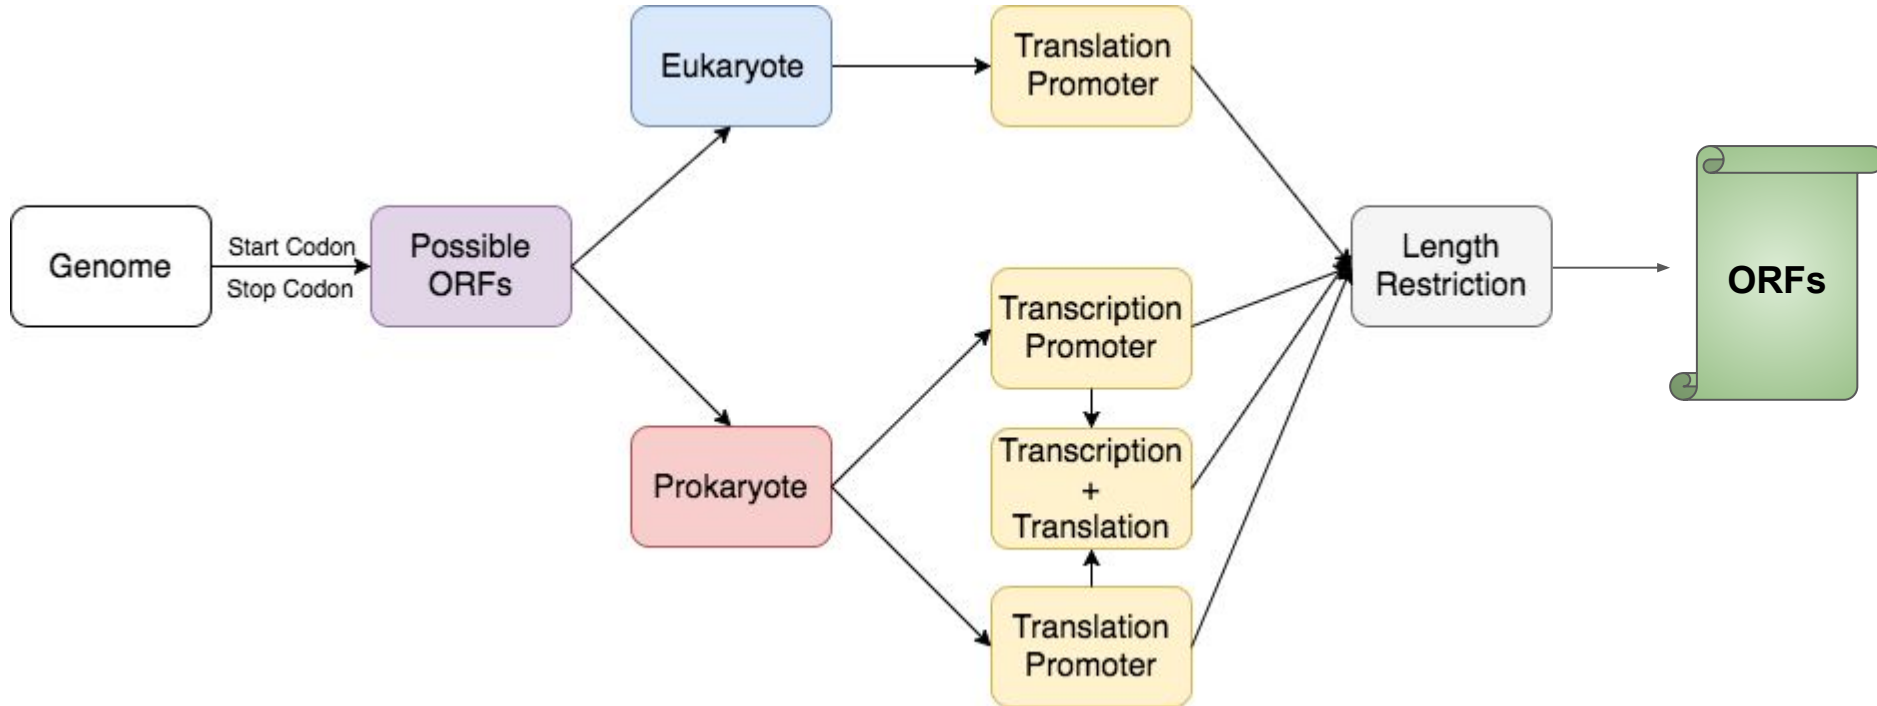 Genome
Start Codon
Stop Codon
Possible
ORFs
Eukaryote
Translation
Promoter
Prokaryote
Transcription
Promoter
Transcription
+
Translation
Translation
Promoter
Length
Restriction
ORFs